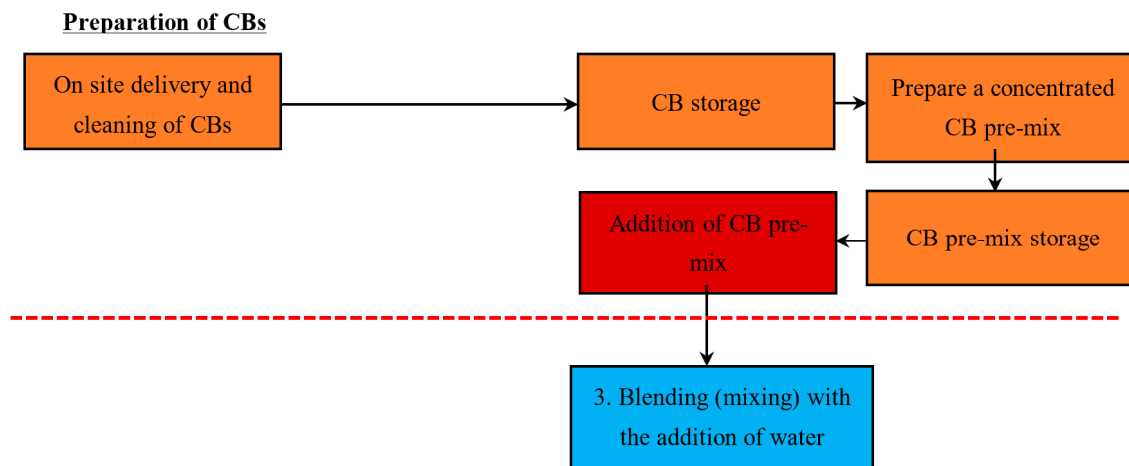 Preparation of CBs
On site delivery and
cleaning of CBs
CB storage
Prepare a concentrated
CB pre-mix
Addition of CB pre-
mix
CB pre-mix storage
3. Blending (mixing) with
the addition of water